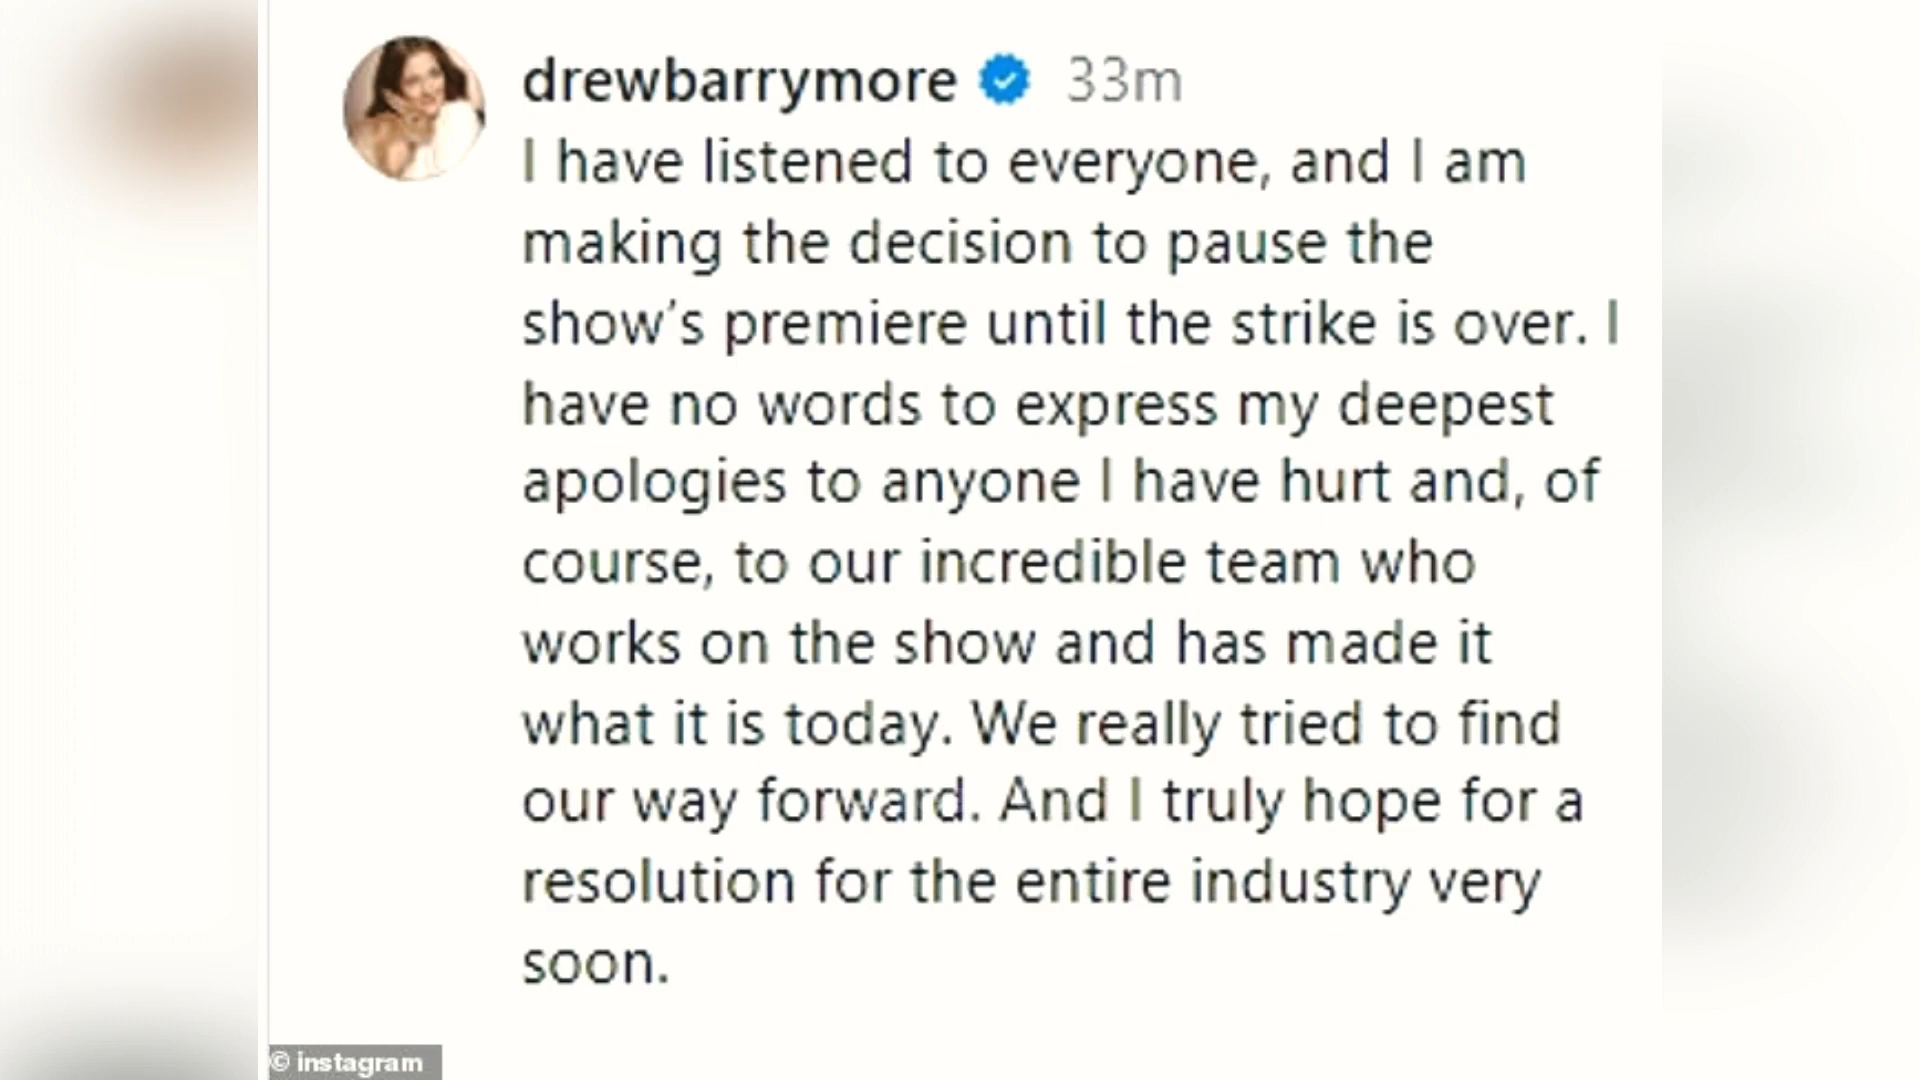 drewbarrymore 33m
I have listened to everyone, and I am
making the decision to pause the
show's premiere until the strike is over. I
have no words to express my deepest
apologies to anyone I have hurt and, of
course, to our incredible team who
works on the show and has made it
what it is today. We really tried to find
our way forward. And I truly hope for a
resolution for the entire industry very
soon.
© instagram